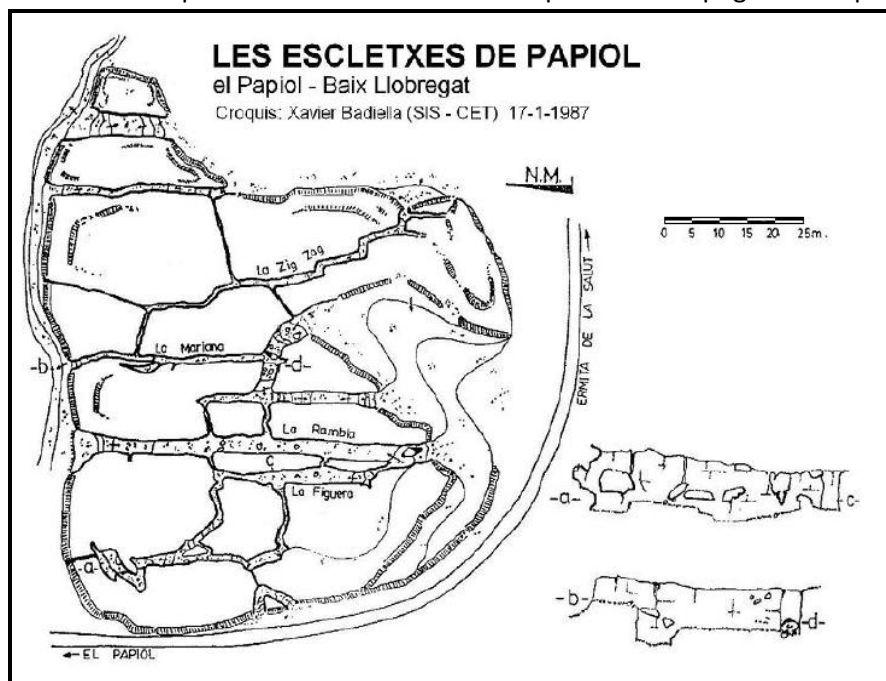 LES ESCLETXES DE PAPIOL
el Papiol - Baix Llobregat
Croquis: Xavier Badiella (SIS - CET) 17-1-1987
N.M.
0 5 10 15 20 25m.
ERMITA DE LA SALUT
La Zig Zag
La Mariana
-b-
-d-
La Rambla
C
La Figuera
-a-
-a-
-c-
-b-
-d-
EL PAPIOL